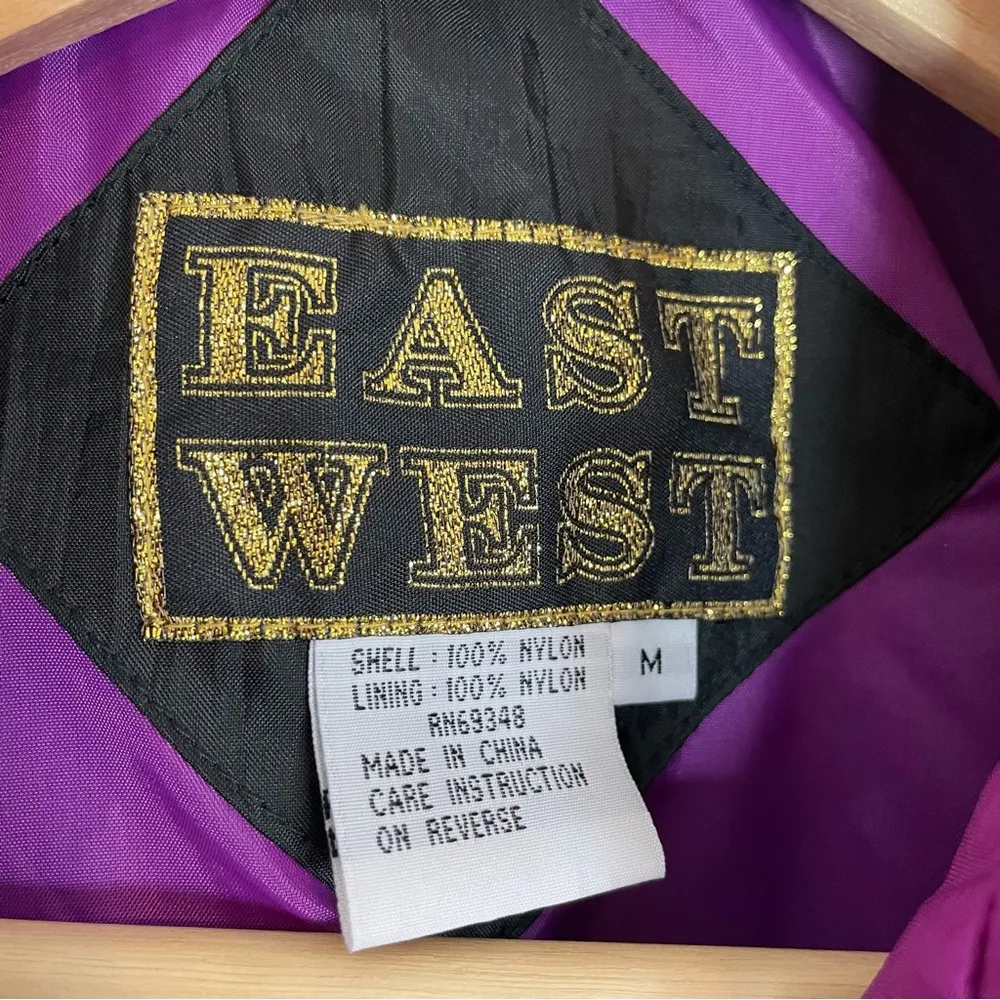 EAST
WEST
SHELL : 100% NYLON
LINING : 100% NYLON
RN69348
MADE IN CHINA
CARE INSTRUCTION
ON REVERSE
M